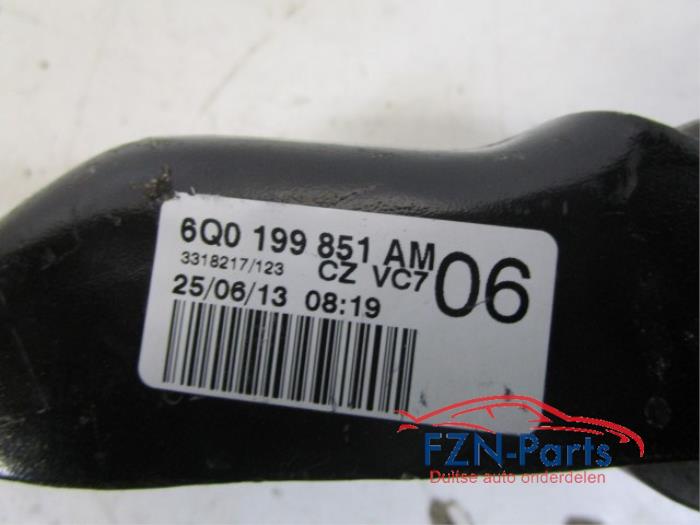 6Q0 199 851 AM
3318217/123 CZ VC7 06
25/06/13 08:19
FZN-Parts
Duitse auto onderdelen